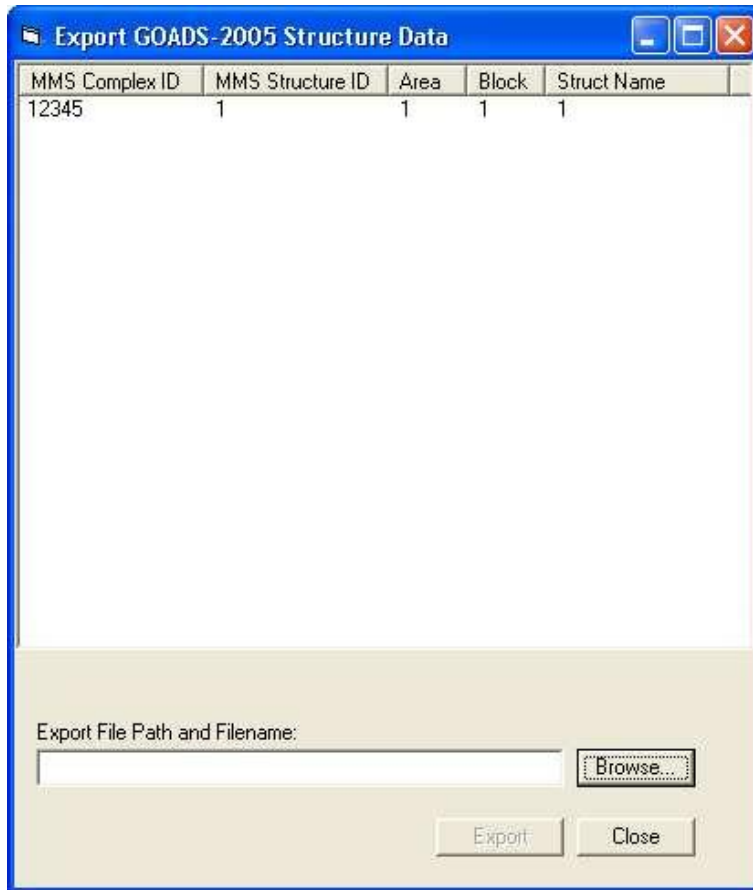 Export GOADS-2005 Structure Data
MMS Complex ID MMS Structure ID Area Block Struct Name
12345 1 1 1 1
Export File Path and Filename:
Browse...
Export Close